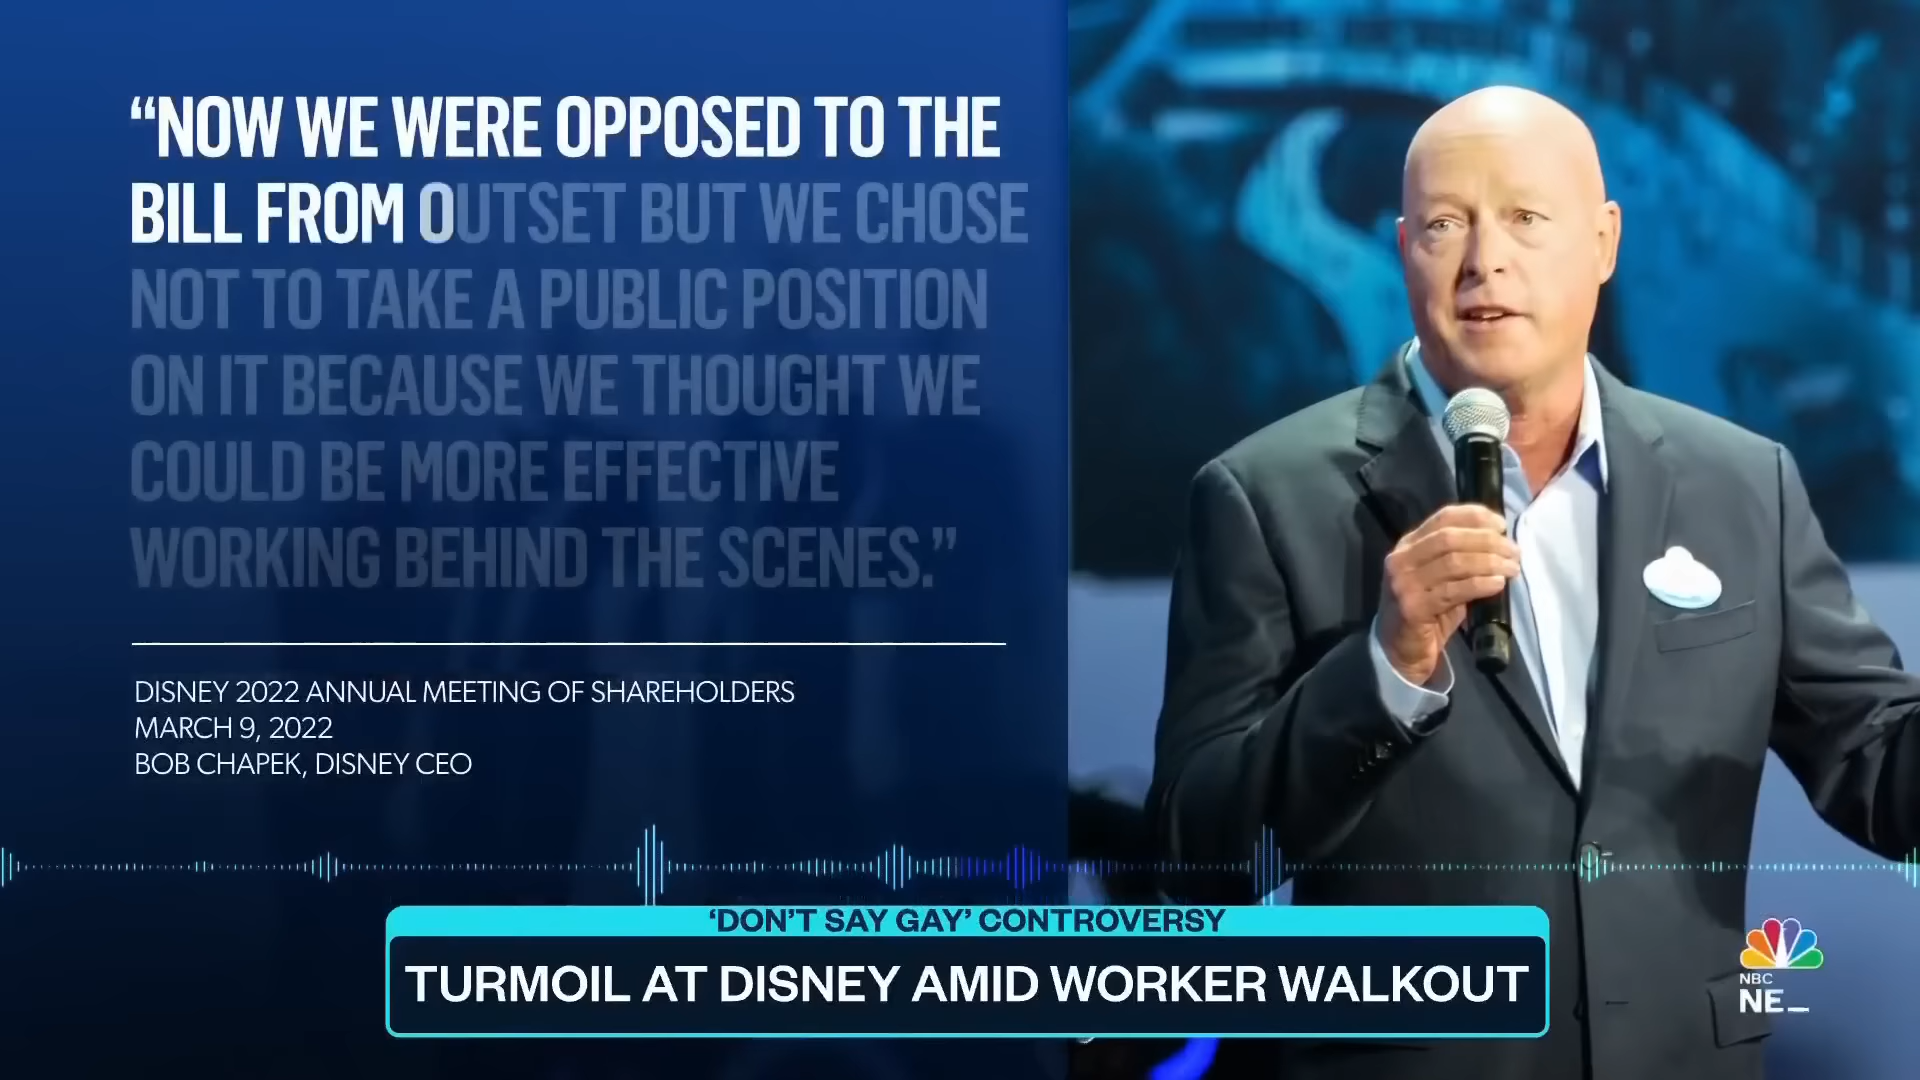 “NOW WE WERE OPPOSED TO THE
BILL FROM OUTSET BUT WE CHOSE
NOT TO TAKE A PUBLIC POSITION
ON IT BECAUSE WE THOUGHT WE
COULD BE MORE EFFECTIVE
WORKING BEHIND THE SCENES.”
DISNEY 2022 ANNUAL MEETING OF SHAREHOLDERS
MARCH 9, 2022
BOB CHAPEK, DISNEY CEO
‘DON’T SAY GAY’ CONTROVERSY
TURMOIL AT DISNEY AMID WORKER WALKOUT
NBC
NE_